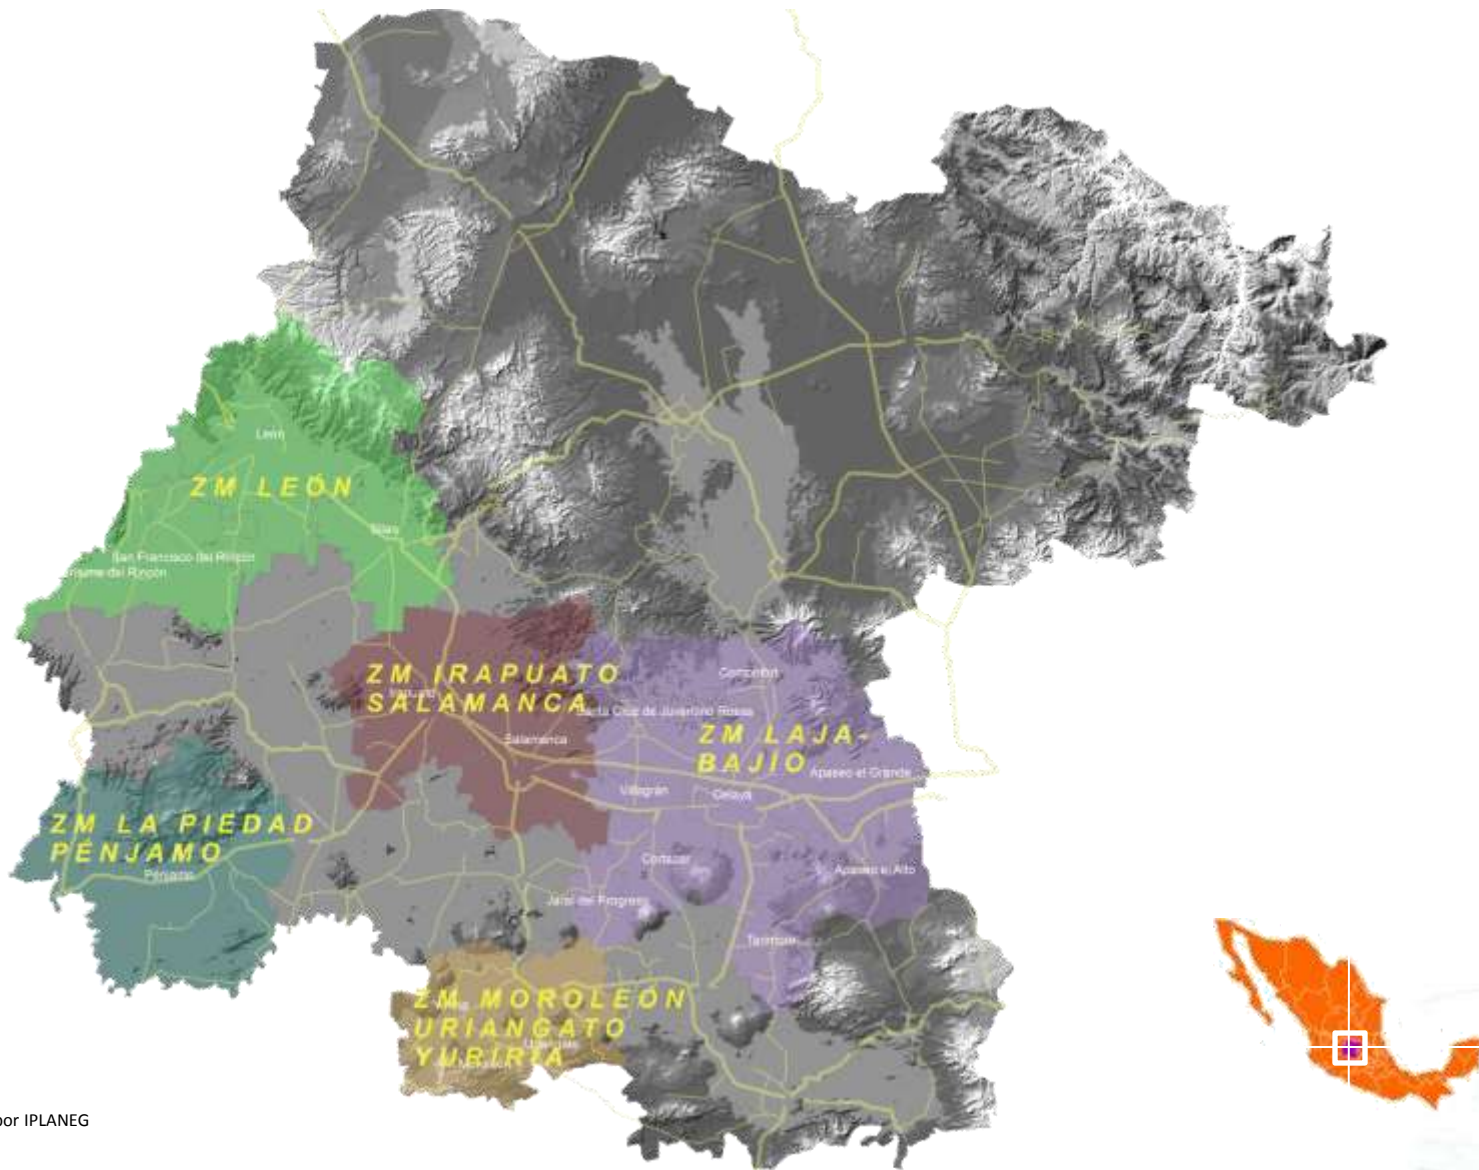 León
ZM LEÓN
Silao
San Francisco del Rincón
ZM IRAPUATO
SALAMANCA
Irapuato
Comonfort
Santa Cruz de Juventino Rosas
Salamanca
ZM LAJA-
BAJÍO
Apaseo el Grande
Villagrán
Celaya
ZM LA PIEDAD
PÉNJAMO
Pénjamo
Cortazar
Apaseo el Alto
Jaral del Progreso
Tarimoro
ZM MOROLEÓN
URIANGATO
YURIRIA
por IPLANEG